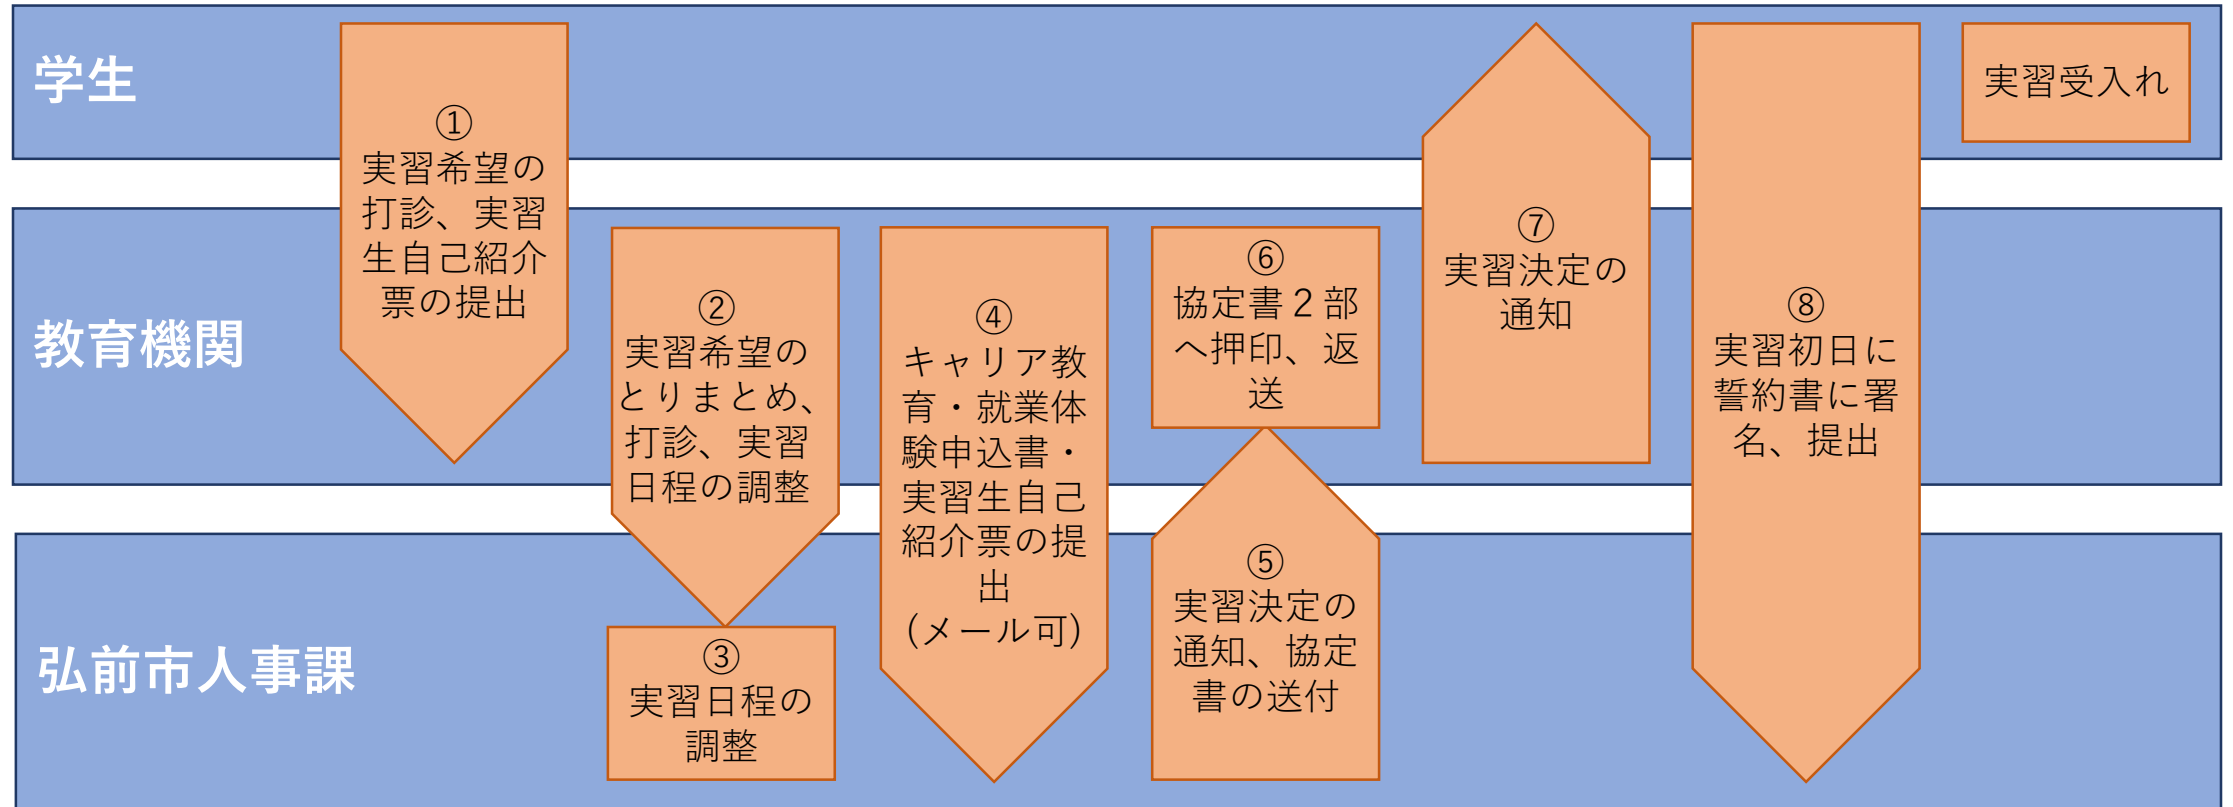 学生
①
実習希望の
打診、実習
生自己紹介
票の提出
⑦
実習決定の
通知
⑧
実習初日に
誓約書に署
名、提出
実習受入れ
教育機関
②
実習希望の
とりまとめ、
打診、実習
日程の調整
④
キャリア教
育・就業体
験申込書・
実習生自己
紹介票の提
出
(メール可)
⑥
協定書２部
へ押印、返
送
弘前市人事課
③
実習日程の
調整
⑤
実習決定の
通知、協定
書の送付